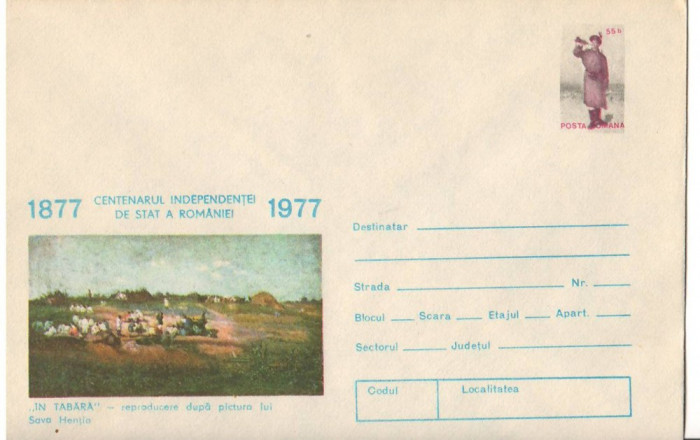 55 b
POSTA ROMANA
1877 CENTENARUL INDEPENDENȚEI 1977
DE STAT A ROMÂNIEI
Destinatar
Strada Nr.
Blocul Scara Etajul Apart.
Sectorul Județul
Codul Localitatea
„ÎN TABĂRĂ" — reproducere după pictura lui
Sava Henția